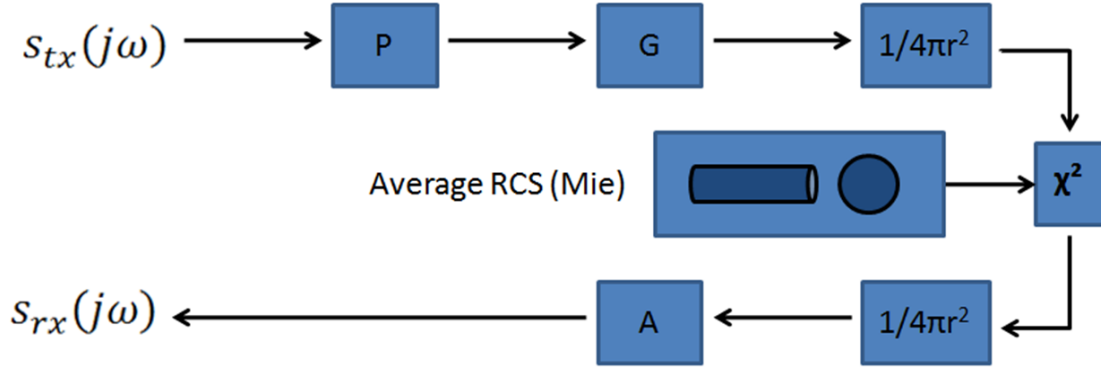 s_tx(jω) P G 1/4πr²
Average RCS (Mie) χ²
s_rx(jω) A 1/4πr²